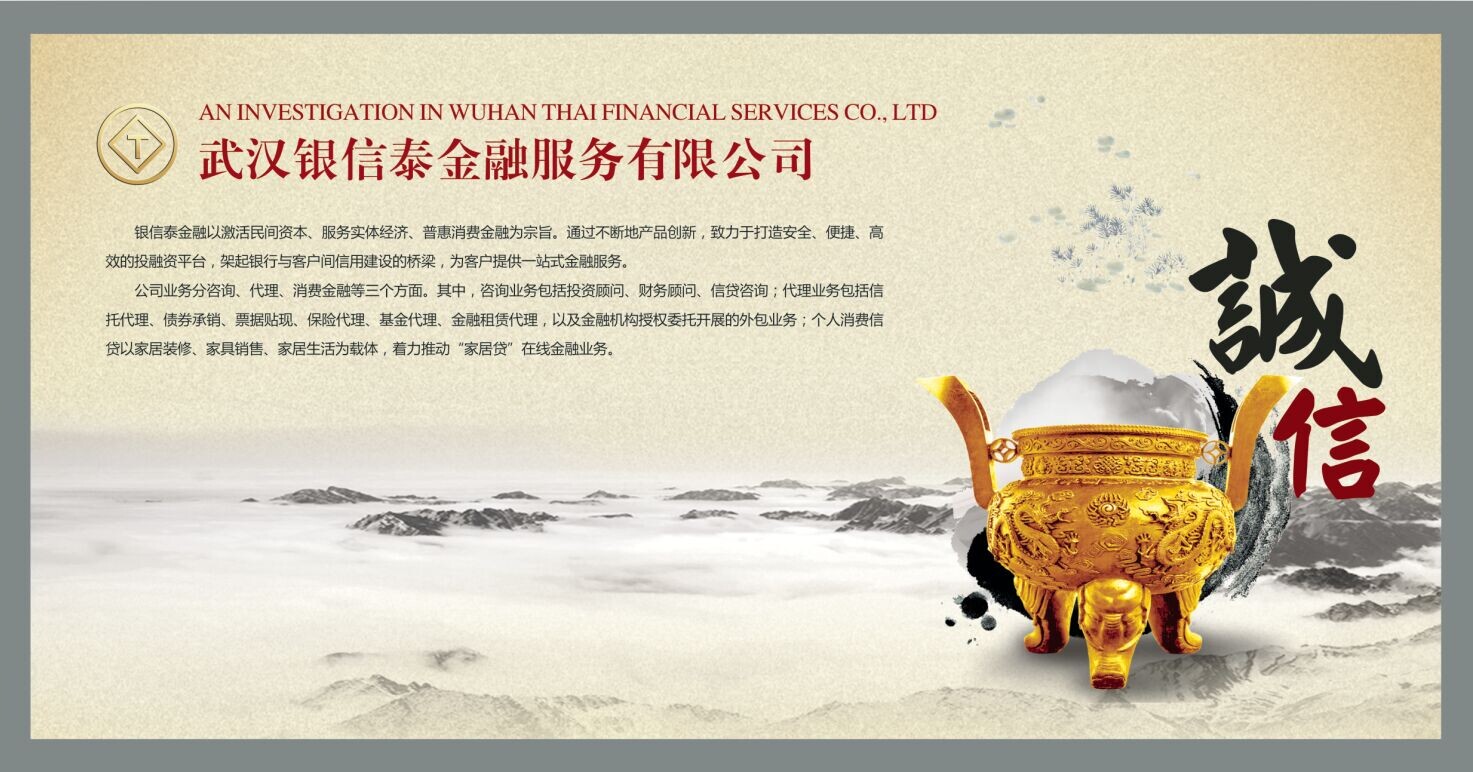 AN INVESTIGATION IN WUHAN THAI FINANCIAL SERVICES CO., LTD
T
武汉银信泰金融服务有限公司
银信泰金融以激活民间资本、服务实体经济、普惠消费金融为宗旨。通过不断地产品创新，致力于打造安全、便捷、高
效的投融资平台，架起银行与客户间信用建设的桥梁，为客户提供一站式金融服务。
公司业务分咨询、代理、消费金融等三个方面。其中，咨询业务包括投资顾问、财务顾问、信贷咨询；代理业务包括信
托代理、债券承销、票据贴现、保险代理、基金代理、金融租赁代理，以及金融机构授权委托开展的外包业务；个人消费信
贷以家居装修、家具销售、家居生活为载体，着力推动“家居贷”在线金融业务。
誠
信